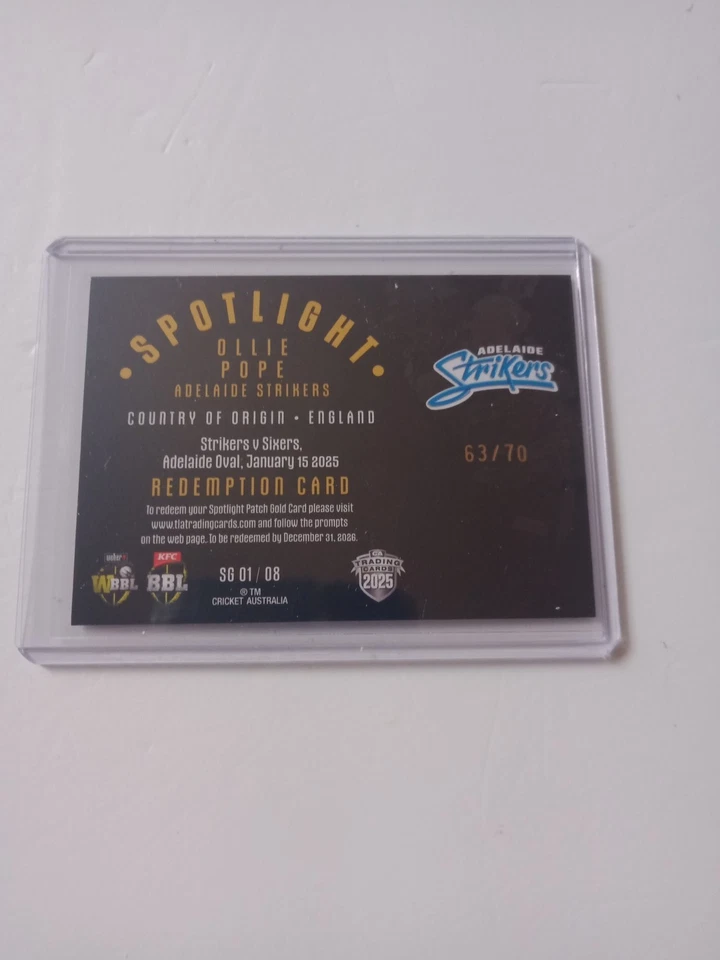 SPOTLIGHT
OLLIE
POPE
ADELAIDE STRIKERS
COUNTRY OF ORIGIN • ENGLAND
Strikers v Sixers,
Adelaide Oval, January 15 2025
REDEMPTION CARD
To redeem your Spotlight Patch Gold Card please visit
www.tlatradingcards.com and follow the prompts
on the web page. To be redeemed by December 31, 2026.
weber
WBBL
KFC
BBL
SG 01 / 08
® TM
CRICKET AUSTRALIA
TRADING
CARDS
2025
ADELAIDE
Strikers
63/70